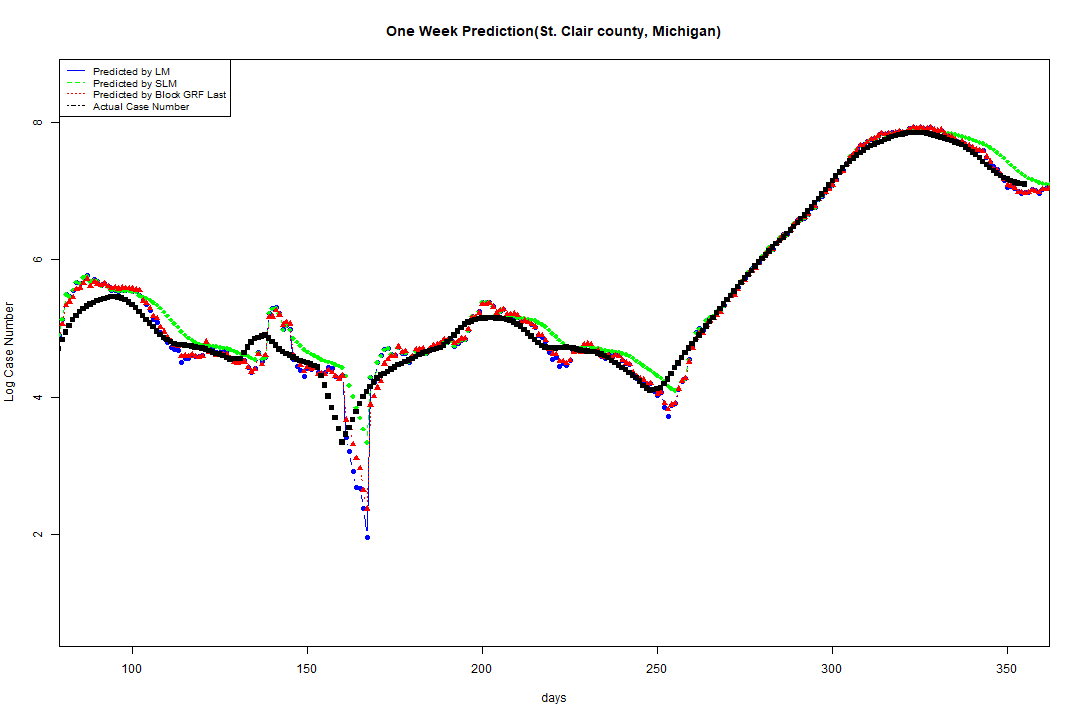 One Week Prediction(St. Clair county, Michigan)
Predicted by LM
Predicted by SLM
Predicted by Block GRF Last
Actual Case Number
8
6
4
2
Log Case Number
100 150 200 250 300 350
days